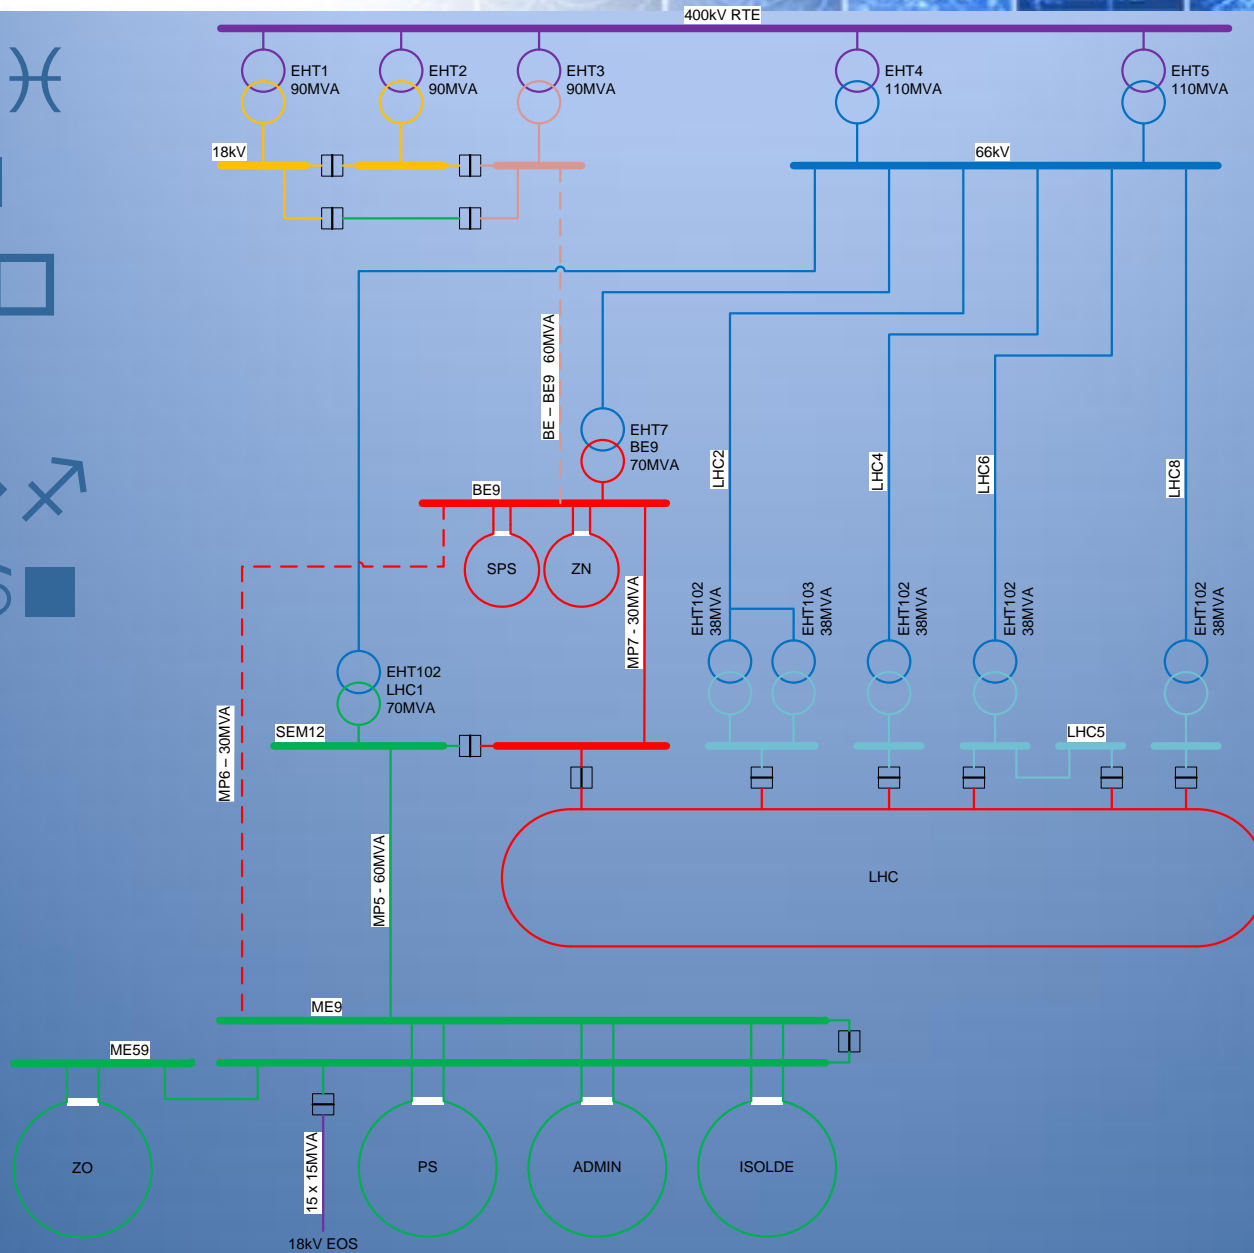 400kV RTE
EHT1
90MVA
EHT2
90MVA
EHT3
90MVA
EHT4
110MVA
EHT5
110MVA
18kV
66kV
BE – BE9 60MVA
EHT7
BE9
70MVA
LHC2
LHC4
LHC6
LHC8
BE9
SPS
ZN
MP7 - 30MVA
EHT102
38MVA
EHT103
38MVA
EHT102
38MVA
EHT102
38MVA
EHT102
38MVA
EHT102
LHC1
70MVA
MP6 – 30MVA
SEM12
LHC5
MP5 - 60MVA
LHC
ME9
ME59
ZO
15 x 15MVA
PS
ADMIN
ISOLDE
18kV EOS